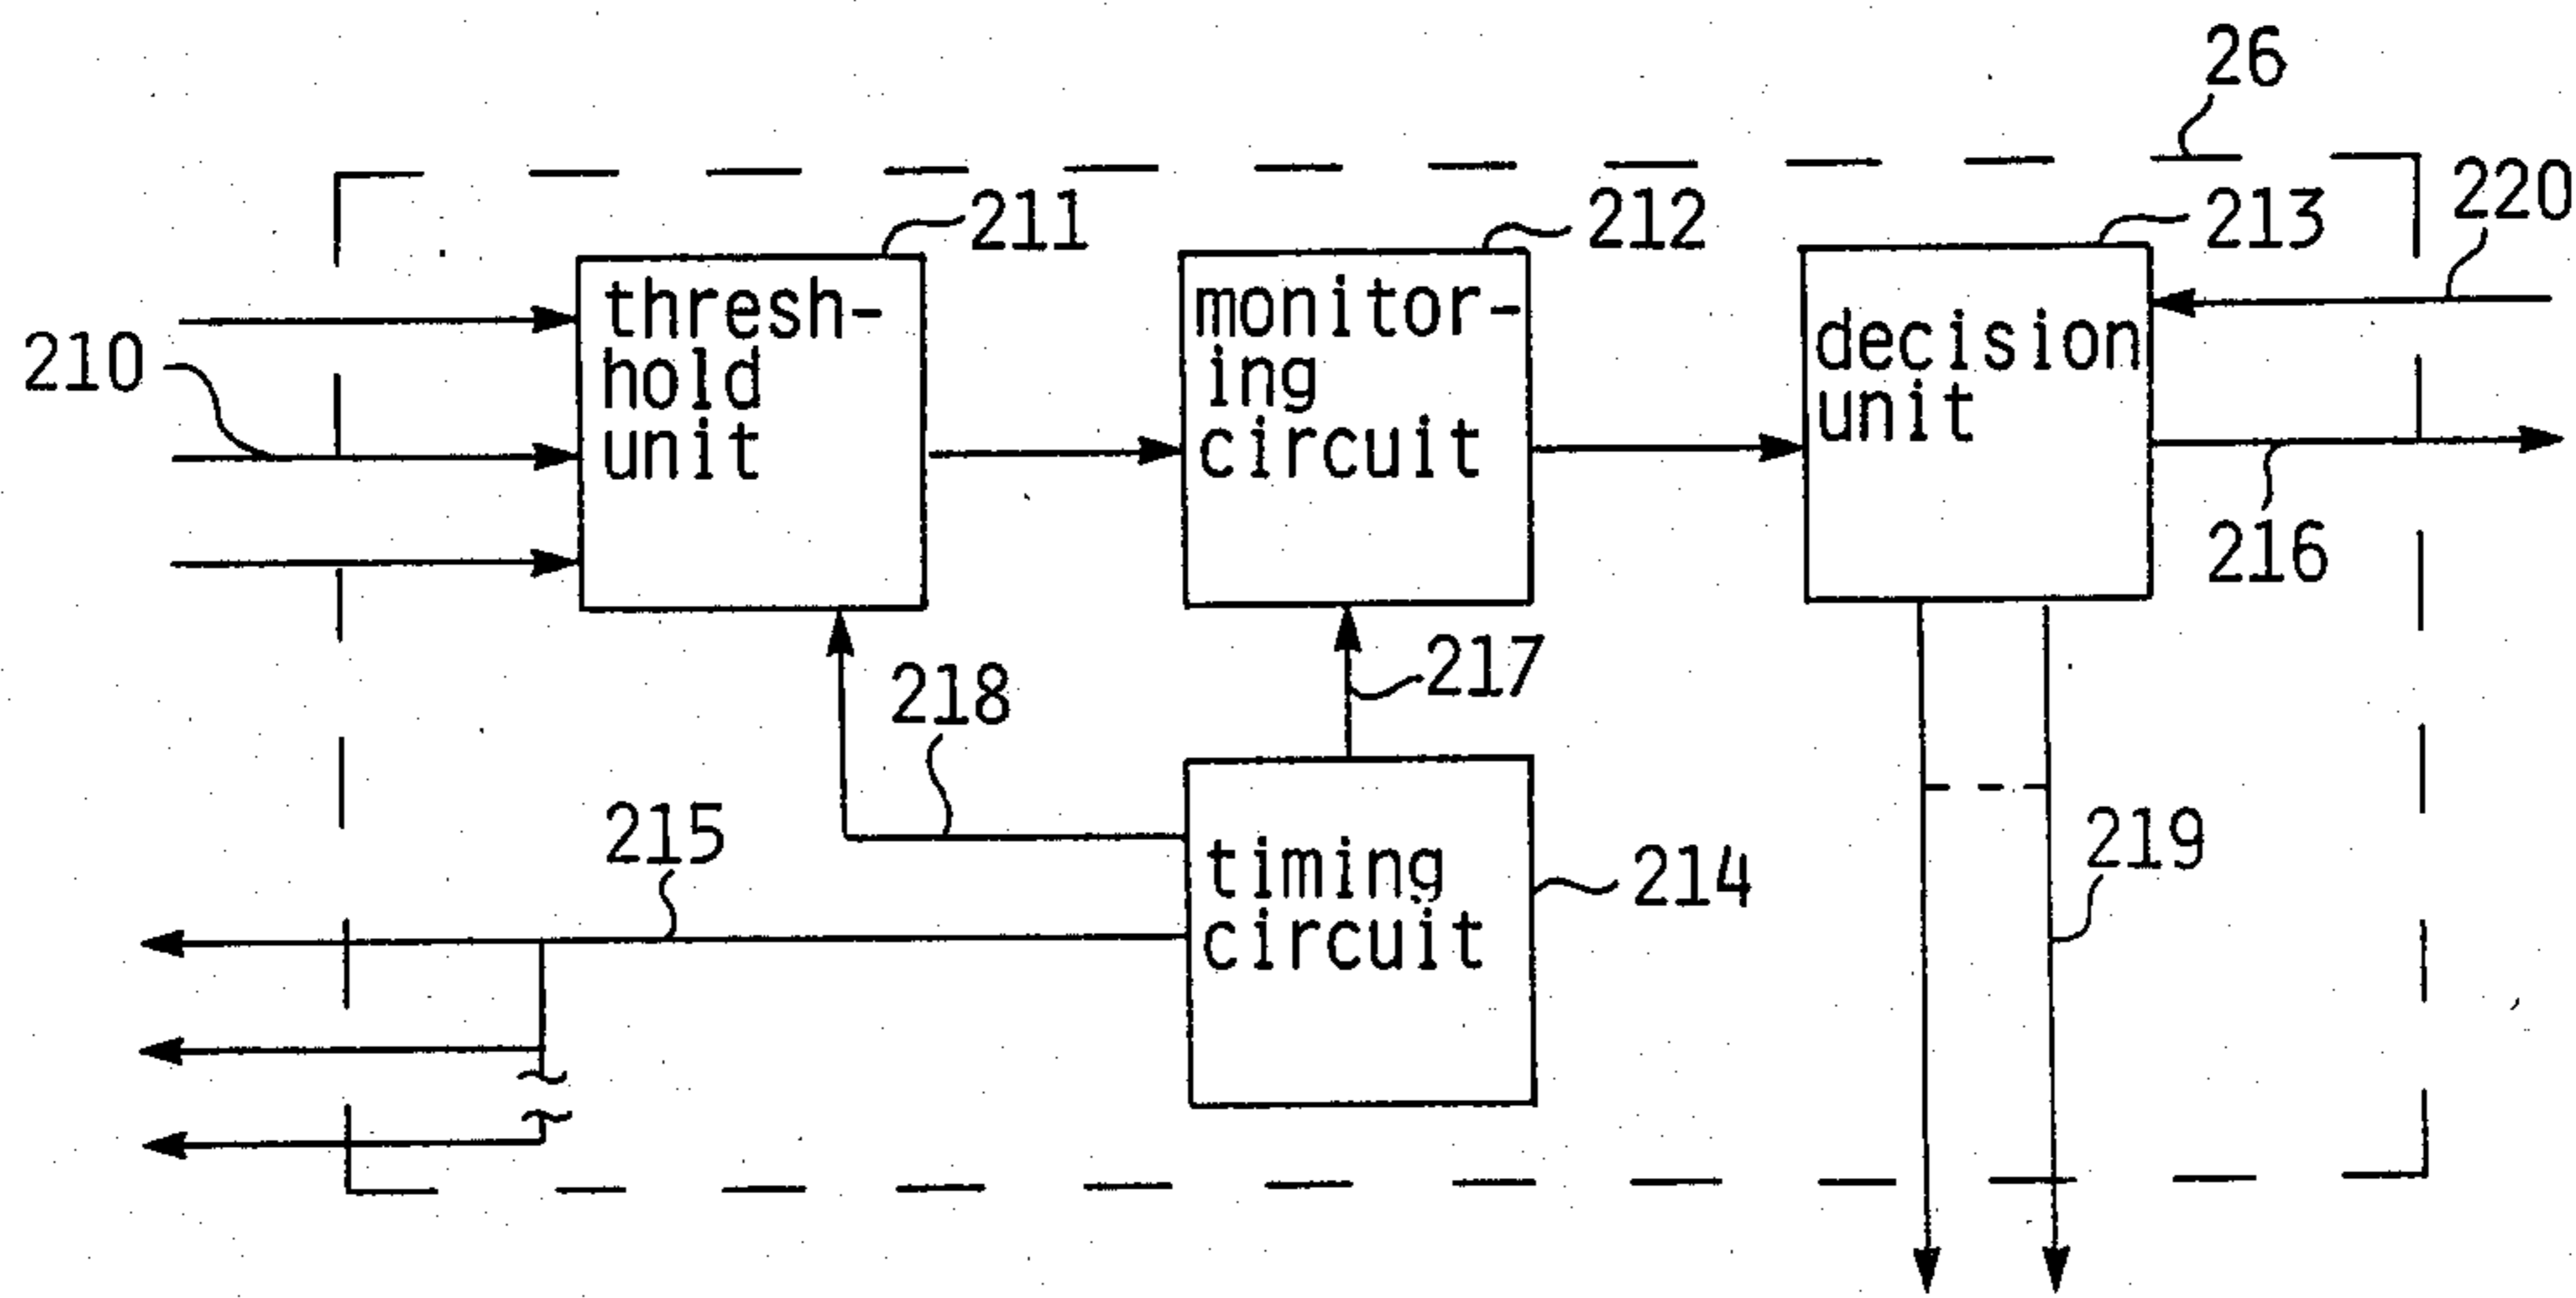 26
220
211
212
213
thresh-
hold
unit
monitor-
ing
circuit
decision
unit
210
216
217
218
215
timing
circuit
214
219